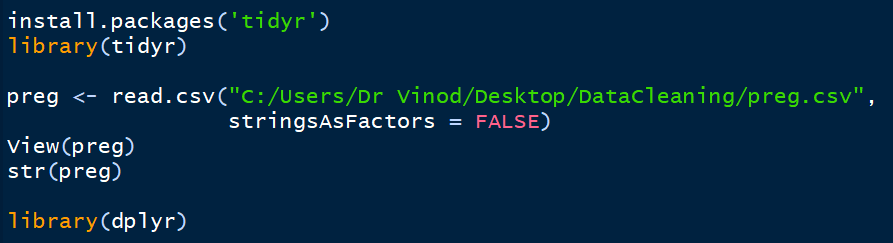 install.packages('tidyr')
library(tidyr)
preg <- read.csv("C:/Users/Dr Vinod/Desktop/DataCleaning/preg.csv",
stringsAsFactors = FALSE)
View(preg)
str(preg)
library(dplyr)